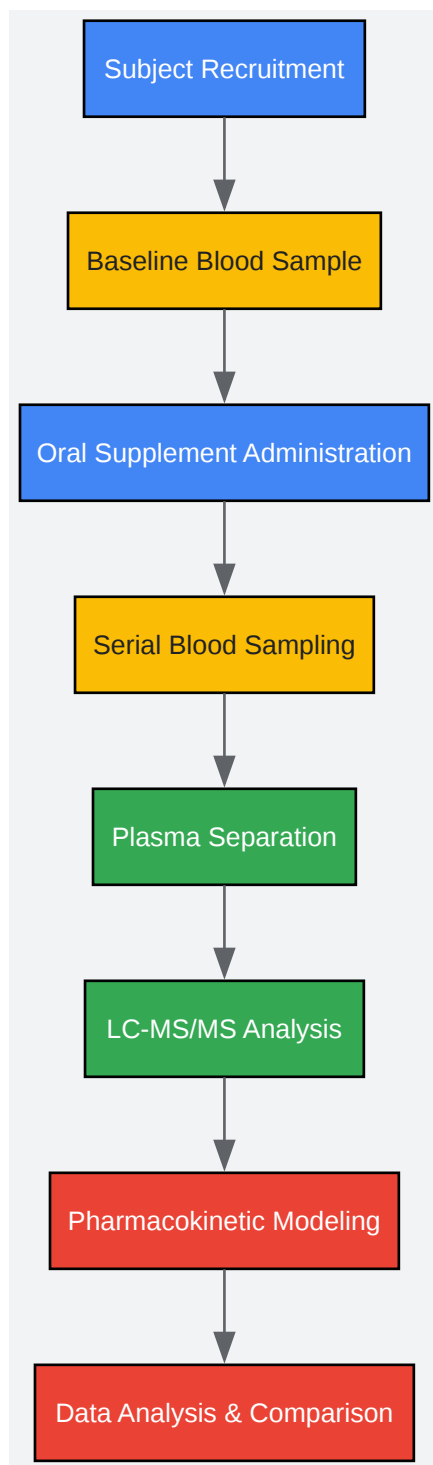 Subject Recruitment
Baseline Blood Sample
Oral Supplement Administration
Serial Blood Sampling
Plasma Separation
LC-MS/MS Analysis
Pharmacokinetic Modeling
Data Analysis & Comparison